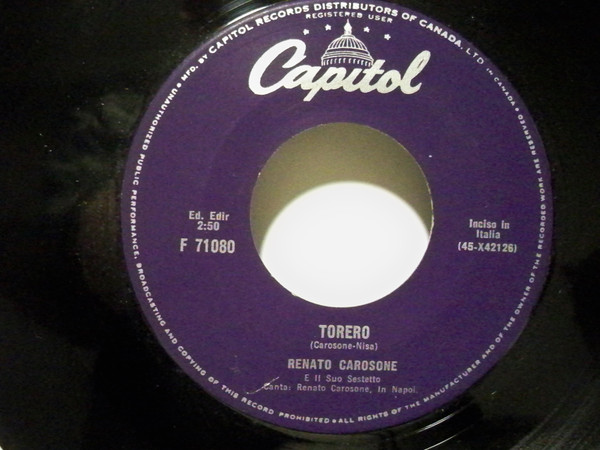 MFD. BY CAPITOL RECORDS DISTRIBUTORS OF CANADA, LTD. IN CANADA
REGISTERED USER
Capitol
Ed. Edir
2:50
F 71080
Inciso in
Italia
(45-X42126)
TORERO
(Carosone-Nisa)
RENATO CAROSONE
E Il Suo Sestetto
Canta: Renato Carosone, In Napol.
UNAUTHORIZED PUBLIC PERFORMANCE, BROADCASTING AND COPYING OF THIS RECORD PROHIBITED • ALL RIGHTS OF THE MANUFACTURER AND OF THE OWNER OF THE RECORDED WORK ARE RESERVED